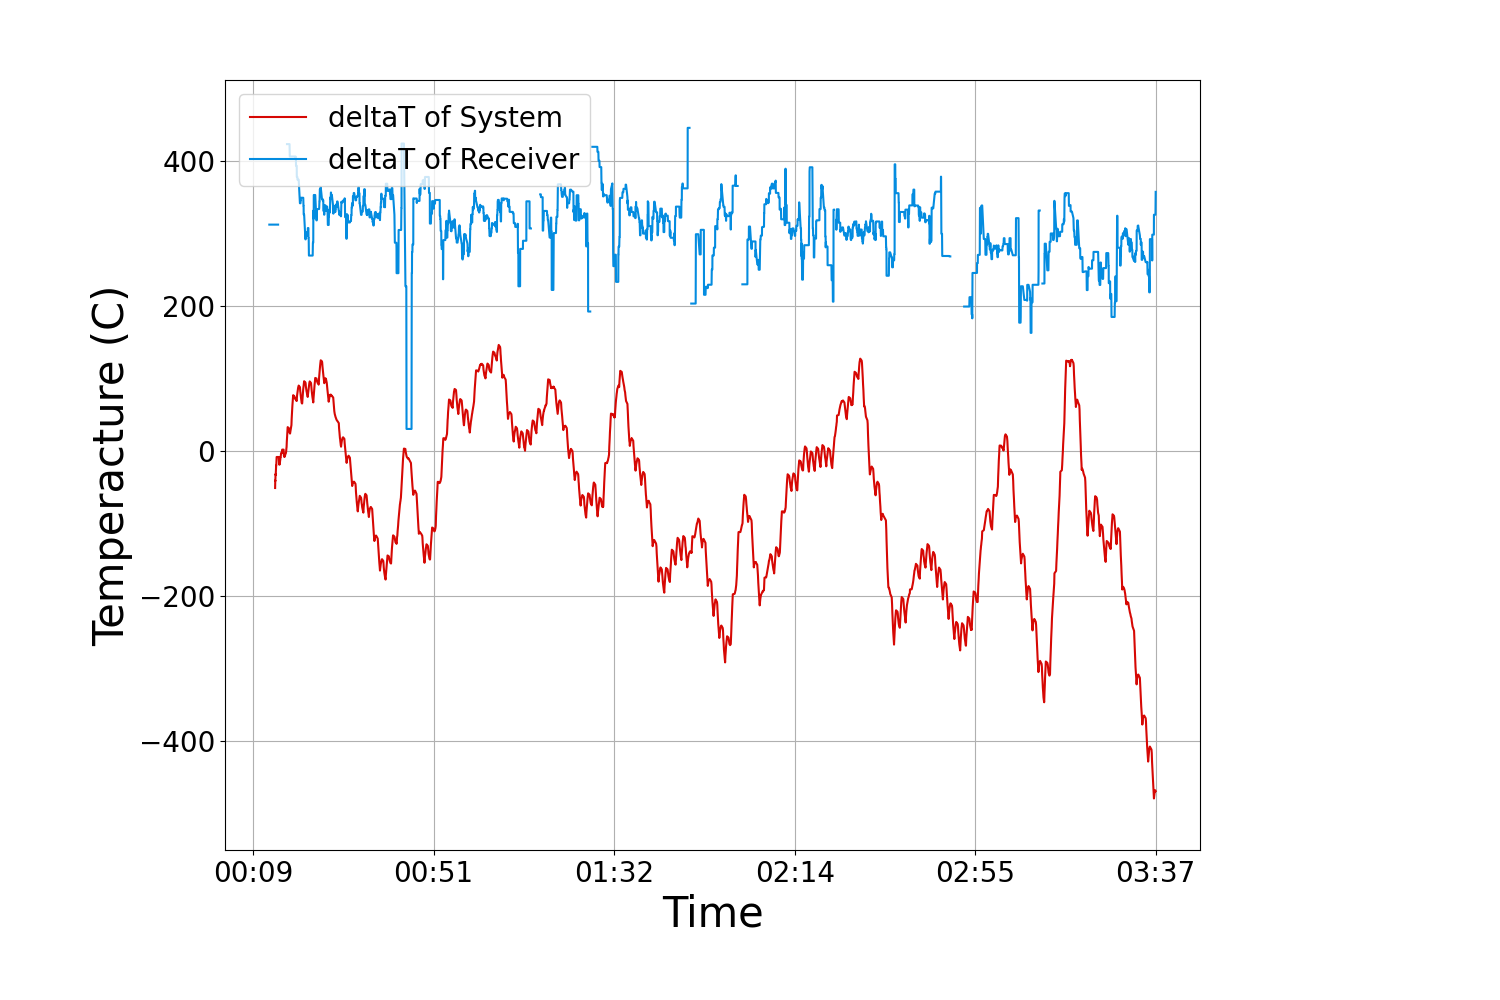 deltaT of System
deltaT of Receiver
400
200
0
−200
−400
Temperacture (C)
00:09 00:51 01:32 02:14 02:55 03:37
Time